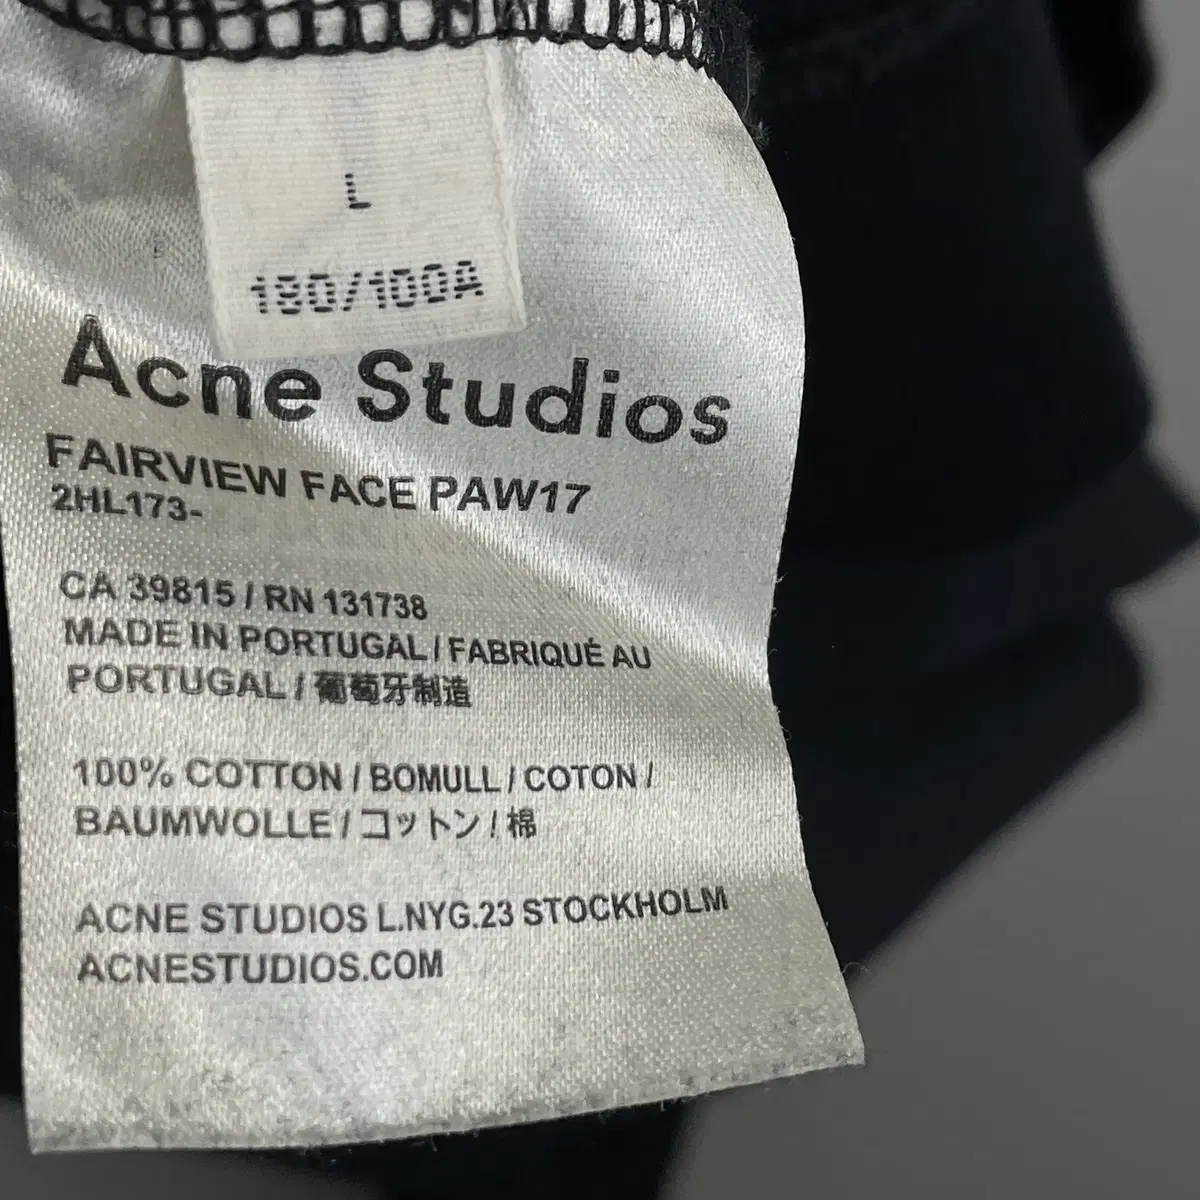 L
180/100A
Acne Studios
FAIRVIEW FACE PAW17
2HL173-
CA 39815 / RN 131738
MADE IN PORTUGAL / FABRIQUÉ AU
PORTUGAL / 葡萄牙制造
100% COTTON / BOMULL / COTON /
BAUMWOLLE / コットン / 棉
ACNE STUDIOS L.NYG.23 STOCKHOLM
ACNESTUDIOS.COM